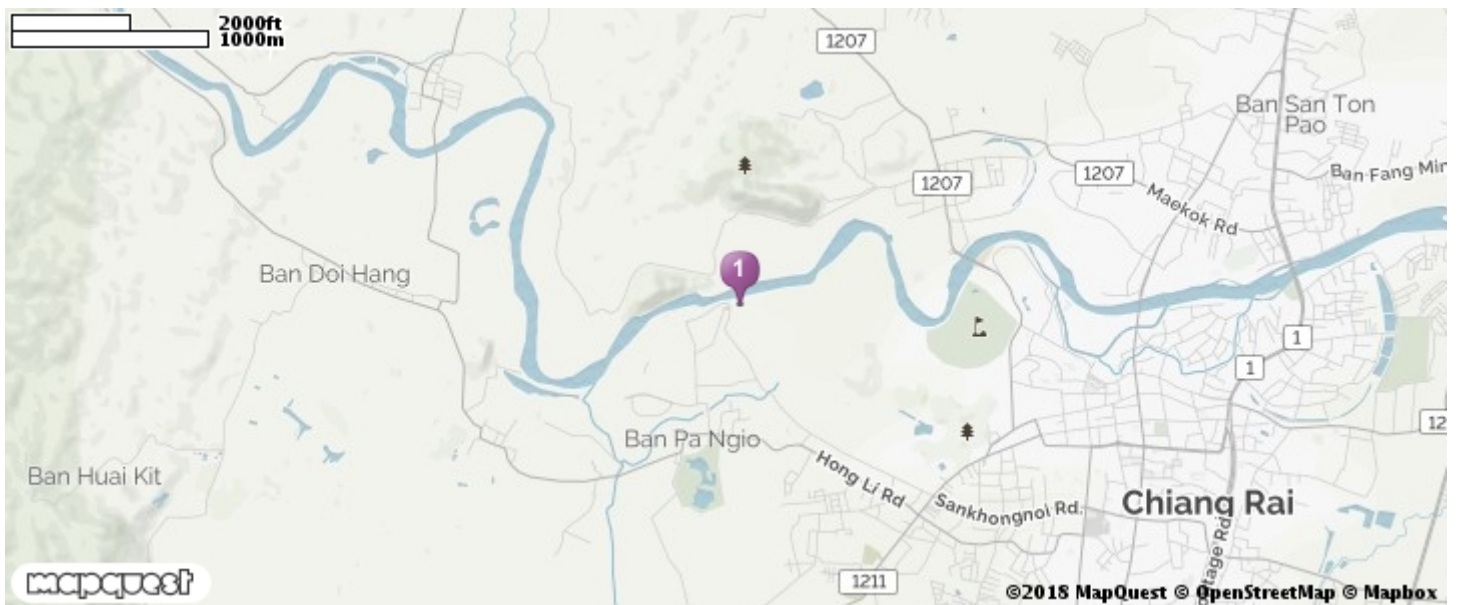 2000ft
1000m
1207
Ban San Ton
Pao
1207
1207
Ban Fang Min
Maekok Rd
Ban Doi Hang
1
1
1
12
Ban Pa Ngio
Ban Huai Kit
Hong Li Rd
Sankhongnoi Rd.
Chiang Rai
tage Rd
1211
mapquest
©2018 MapQuest © OpenStreetMap © Mapbox